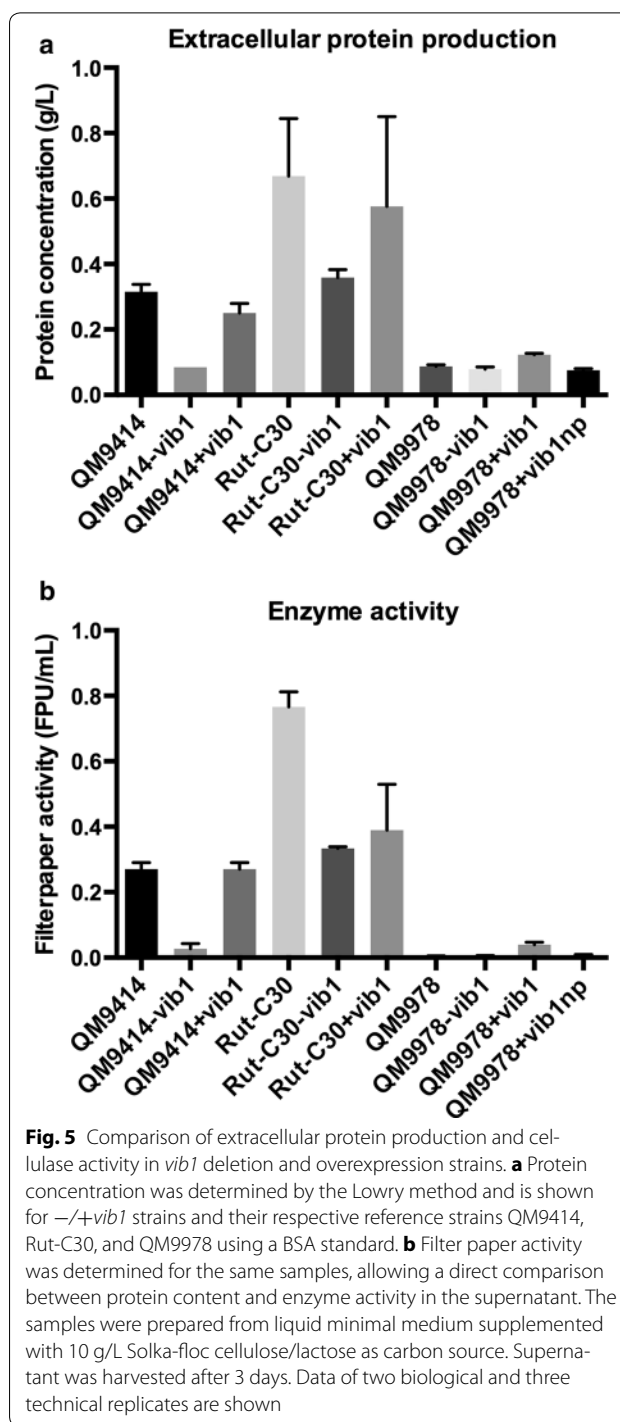 a
Extracellular protein production
Protein concentration (g/L)
1.0
0.8
0.6
0.4
0.2
0.0
QM9414
QM9414-vib1
QM9414+vib1
Rut-C30
Rut-C30-vib1
Rut-C30+vib1
QM9978
QM9978-vib1
QM9978+vib1
QM9978+vib1np
b
Enzyme activity
Filterpaper activity (FPU/mL)
1.0
0.8
0.6
0.4
0.2
0.0
QM9414
QM9414-vib1
QM9414+vib1
Rut-C30
Rut-C30-vib1
Rut-C30+vib1
QM9978
QM9978-vib1
QM9978+vib1
QM9978+vib1np
Fig. 5 Comparison of extracellular protein production and cel-
lulase activity in vib1 deletion and overexpression strains. a Protein
concentration was determined by the Lowry method and is shown
for −/+vib1 strains and their respective reference strains QM9414,
Rut-C30, and QM9978 using a BSA standard. b Filter paper activity
was determined for the same samples, allowing a direct comparison
between protein content and enzyme activity in the supernatant. The
samples were prepared from liquid minimal medium supplemented
with 10 g/L Solka-floc cellulose/lactose as carbon source. Superna-
tant was harvested after 3 days. Data of two biological and three
technical replicates are shown